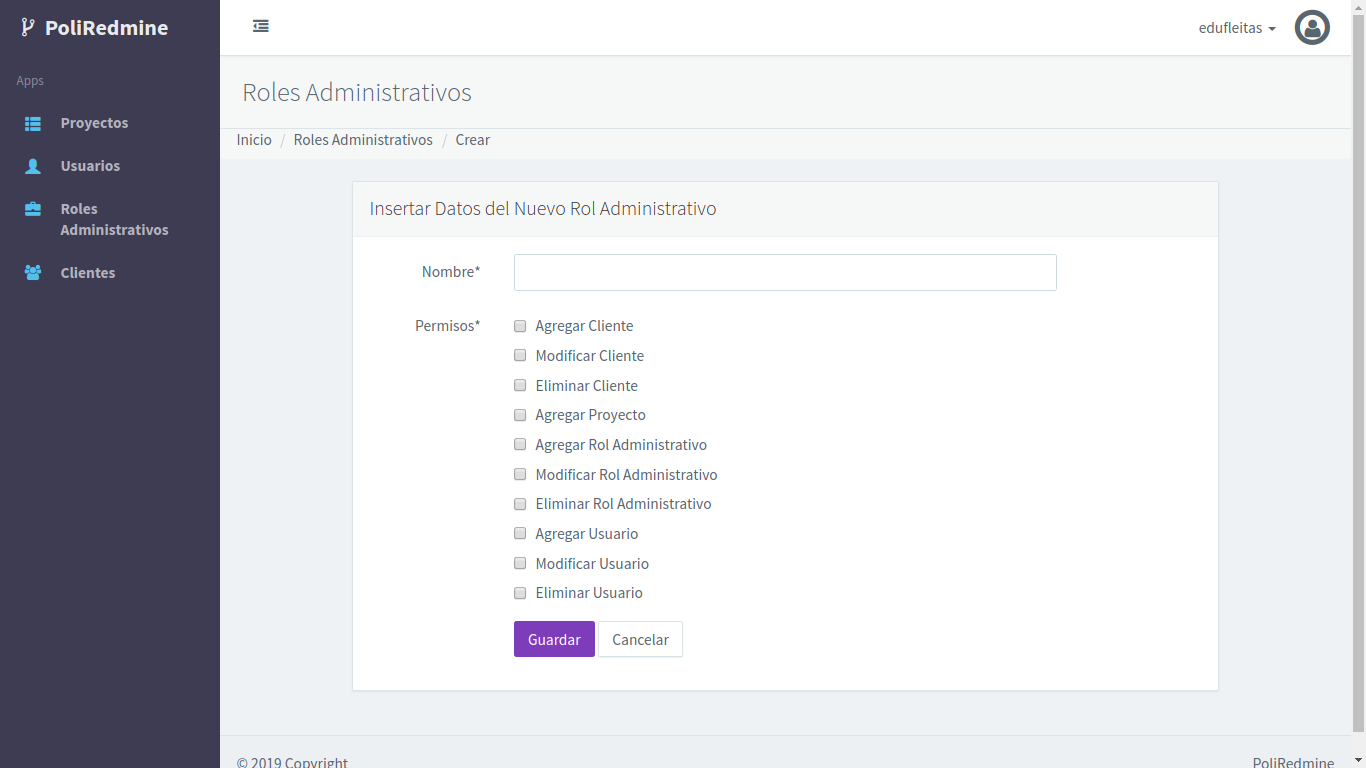 PoliRedmine
edufleitas
Apps
Proyectos
Usuarios
Roles
Administrativos
Clientes
Roles Administrativos
Inicio / Roles Administrativos / Crear
Insertar Datos del Nuevo Rol Administrativo
Nombre*
Permisos*
Agregar Cliente
Modificar Cliente
Eliminar Cliente
Agregar Proyecto
Agregar Rol Administrativo
Modificar Rol Administrativo
Eliminar Rol Administrativo
Agregar Usuario
Modificar Usuario
Eliminar Usuario
Guardar
Cancelar
© 2019 Copyright
PoliRedmine